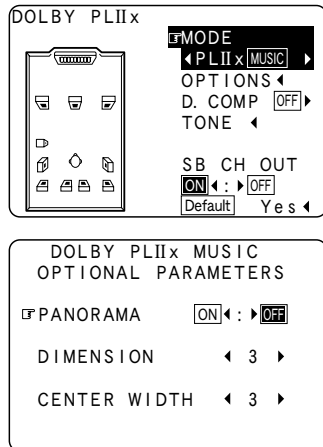 DOLBY PLIIx
☞MODE
◀PLIIx MUSIC ▶
OPTIONS◀
D. COMP OFF▶
TONE ◀
SB CH OUT
ON◀ : ▶OFF
Default Yes◀
DOLBY PLIIx MUSIC
OPTIONAL PARAMETERS
☞PANORAMA ON◀ : ▶OFF
DIMENSION ◀ 3 ▶
CENTER WIDTH ◀ 3 ▶